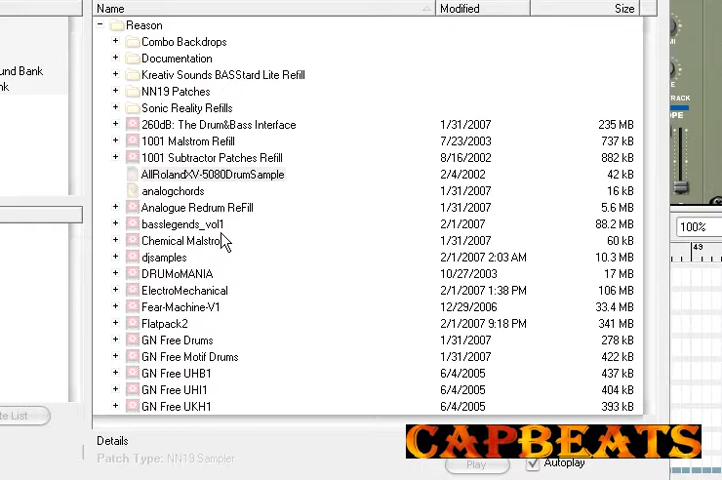 Name Modified Size
Reason
Combo Backdrops
und Bank
Documentation
Kreativ Sounds BASStard Lite Refill
NN19 Patches
Sonic Reality Refills
260dB: The Drum&Bass Interface 1/31/2007 235 MB
1001 Malstrom Refill 7/23/2003 737 kB
1001 Subtractor Patches Refill 8/16/2002 882 kB
AllRolandXV-5080DrumSample 2/4/2002 42 kB
analogchords 1/31/2007 16 kB
Analogue Redrum ReFill 1/31/2007 5.6 MB
basslegends_vol1 2/1/2007 88.2 MB
100%
Chemical Malstro 1/31/2007 60 kB
49
djsamples 2/1/2007 2:03 AM 10.3 MB
DRUMoMANIA 10/27/2003 17 MB
ElectroMechanical 2/1/2007 1:38 PM 106 MB
Fear-Machine-V1 12/29/2006 33.4 MB
Flatpack2 2/1/2007 9:18 PM 341 MB
GN Free Drums 1/31/2007 278 kB
GN Free Motif Drums 1/31/2007 422 kB
GN Free UHB1 6/4/2005 437 kB
GN Free UHI1 6/4/2005 404 kB
GN Free UKH1 6/4/2005 393 kB
te List
Details
CAPBEATS
Patch Type: NN19 Sampler
Play
Autoplay